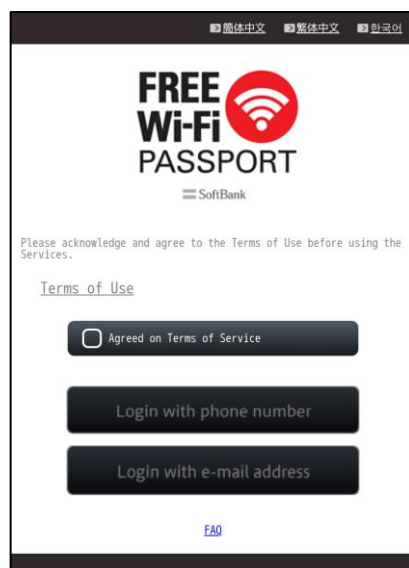 簡体中文 繁体中文 한국어
FREE
Wi-Fi
PASSPORT
SoftBank
Please acknowledge and agree to the Terms of Use before using the
Services.
Terms of Use
Agreed on Terms of Service
Login with phone number
Login with e-mail address
FAQ